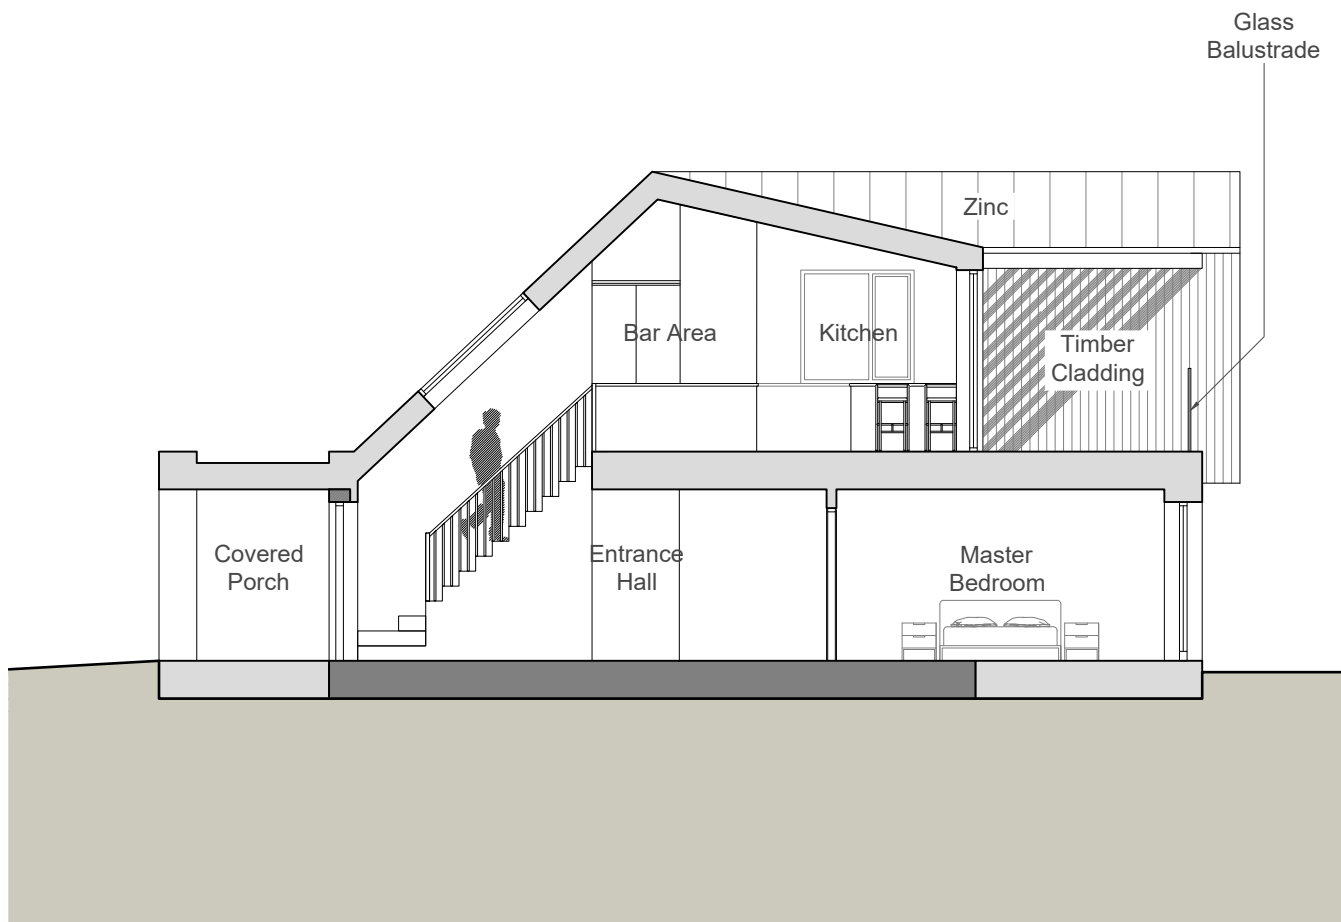 Glass
Balustrade
Zinc
Bar Area
Kitchen
Timber
Cladding
Covered
Porch
Entrance
Hall
Master
Bedroom